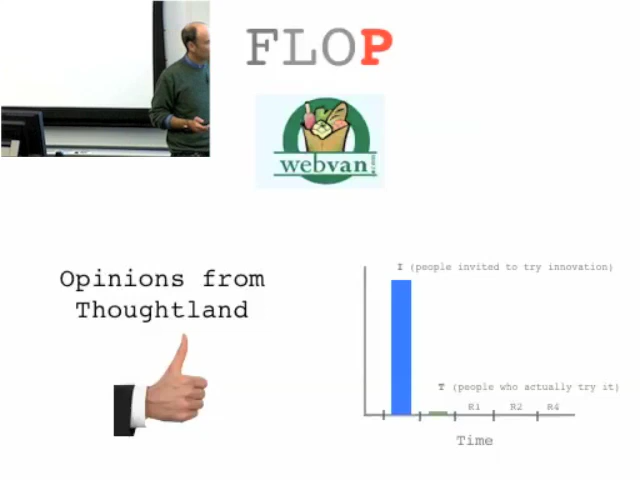 FLOP
webvan
Opinions from
Thoughtland
I (people invited to try innovation)
T (people who actually try it)
R1 R2 R4
Time